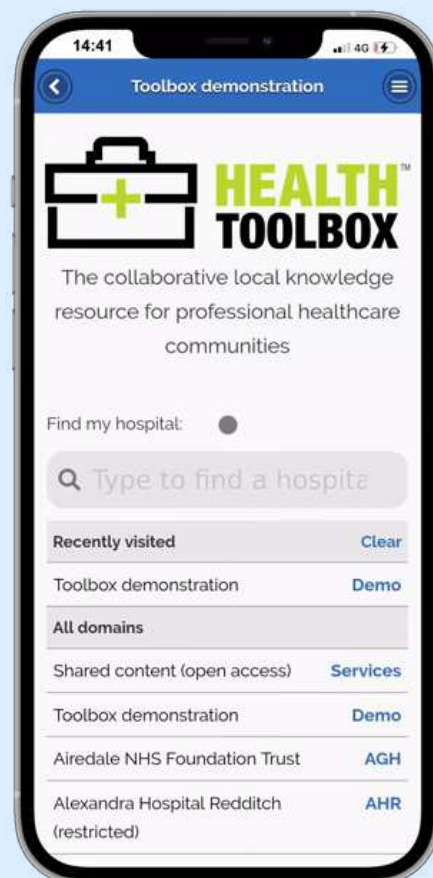 14:41
4G
Toolbox demonstration
HEALTH™
TOOLBOX
The collaborative local knowledge
resource for professional healthcare
communities
Find my hospital:
Type to find a hospita
Recently visited Clear
Toolbox demonstration Demo
All domains
Shared content (open access) Services
Toolbox demonstration Demo
Airedale NHS Foundation Trust AGH
Alexandra Hospital Redditch AHR
(restricted)